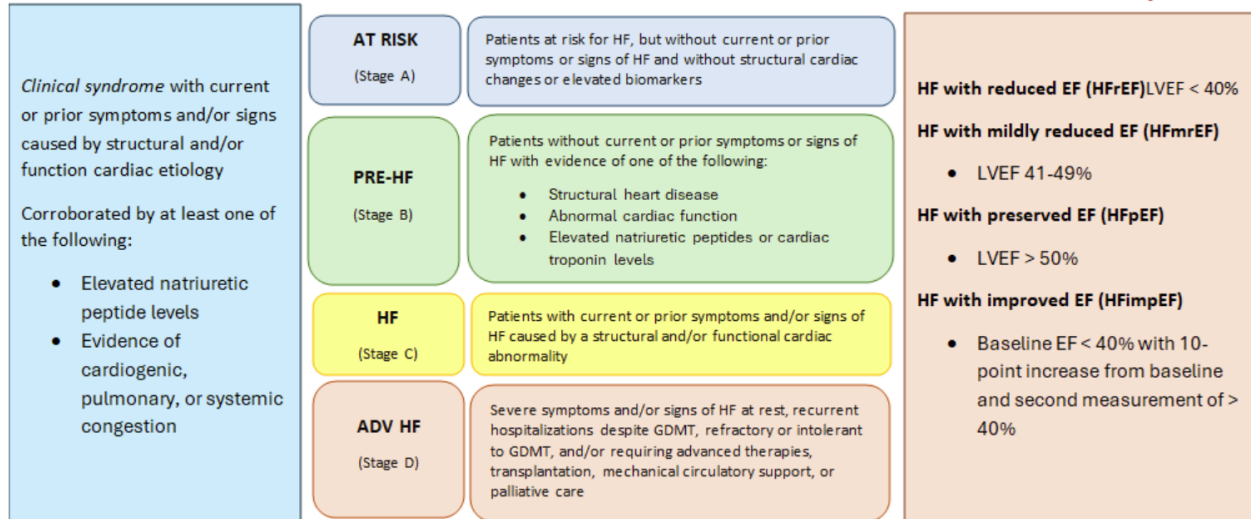 Clinical syndrome with current
or prior symptoms and/or signs
caused by structural and/or
function cardiac etiology
Corroborated by at least one of
the following:
• Elevated natriuretic
peptide levels
• Evidence of
cardiogenic,
pulmonary, or systemic
congestion
AT RISK
(Stage A)
Patients at risk for HF, but without current or prior
symptoms or signs of HF and without structural cardiac
changes or elevated biomarkers
PRE-HF
(Stage B)
Patients without current or prior symptoms or signs of
HF with evidence of one of the following:
• Structural heart disease
• Abnormal cardiac function
• Elevated natriuretic peptides or cardiac
troponin levels
HF
(Stage C)
Patients with current or prior symptoms and/or signs of
HF caused by a structural and/or functional cardiac
abnormality
ADV HF
(Stage D)
Severe symptoms and/or signs of HF at rest, recurrent
hospitalizations despite GDMT, refractory or intolerant
to GDMT, and/or requiring advanced therapies,
transplantation, mechanical circulatory support, or
palliative care
HF with reduced EF (HFrEF)LVEF < 40%
HF with mildly reduced EF (HFmrEF)
• LVEF 41-49%
HF with preserved EF (HFpEF)
• LVEF > 50%
HF with improved EF (HFimpEF)
• Baseline EF < 40% with 10-
point increase from baseline
and second measurement of >
40%